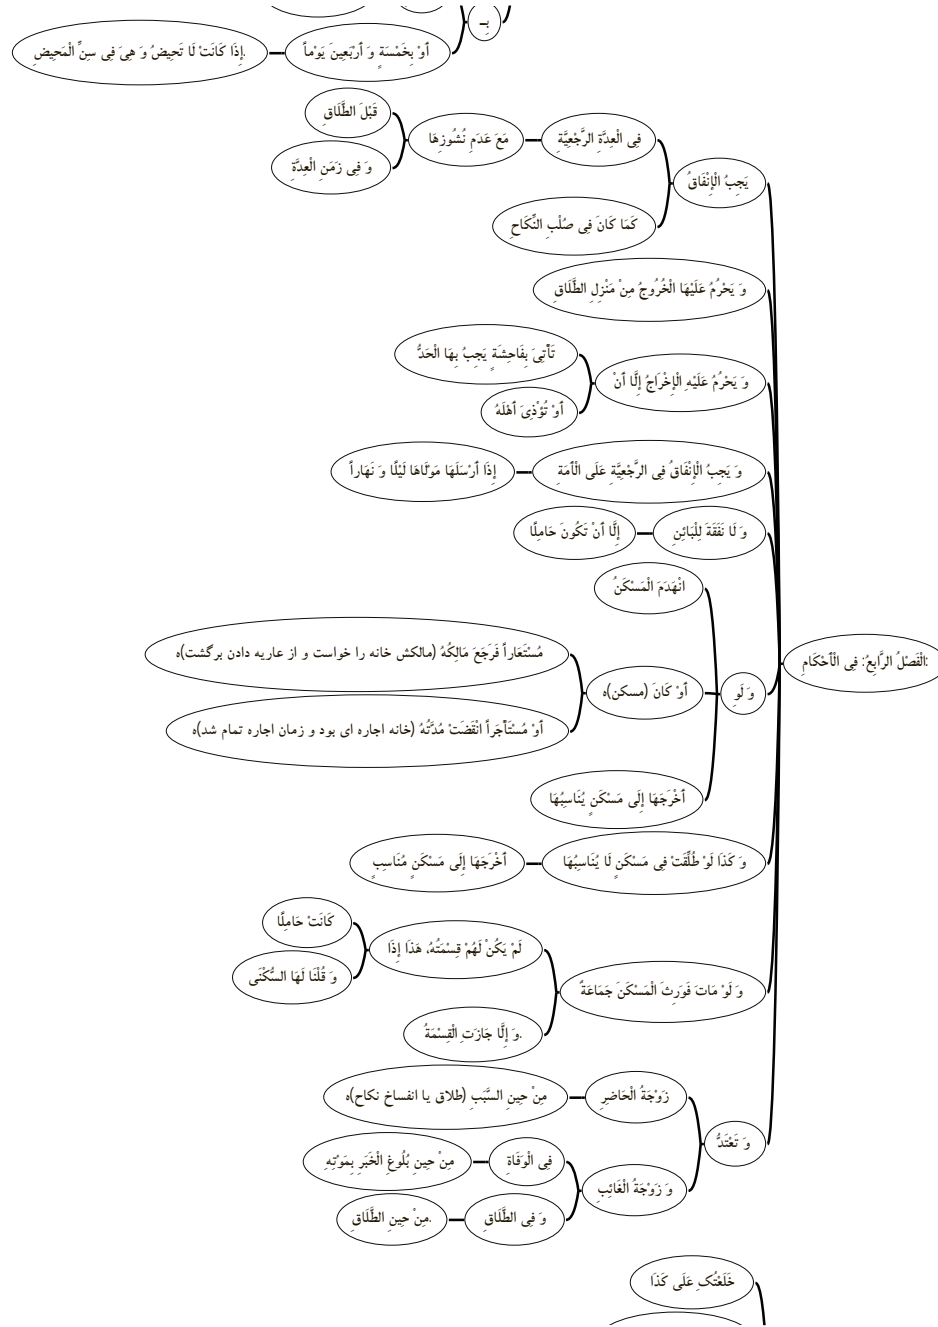 بِـ
أَوْ بِخَمْسَةٍ وَ أَرْبَعِينَ يَوْماً
إِذَا كَانَتْ لَا تَحِيضُ وَ هِيَ فِى سِنِّ الْمَحِيضِ.
الْفَصْلُ الرَّابِعُ: فِى الْأَحْكَامِ:
يَجِبُ الْإِنْفَاقُ
فِى الْعِدَّةِ الرَّجْعِيَّةِ
مَعَ عَدَمِ نُشُوزِهَا
قَبْلَ الطَّلَاقِ
وَ فِى زَمَنِ الْعِدَّةِ
كَمَا كَانَ فِى صُلْبِ النِّكَاحِ
وَ يَحْرُمُ عَلَيْهَا الْخُرُوجُ مِنْ مَنْزِلِ الطَّلَاقِ
وَ يَحْرُمُ عَلَيْهِ الْإِخْرَاجُ إِلَّا أَنْ
تَأْتِىَ بِفَاحِشَةٍ يَجِبُ بِهَا الْحَدُّ
أَوْ تُؤْذِىَ أَهْلَهُ
وَ يَجِبُ الْإِنْفَاقُ فِى الرَّجْعِيَّةِ عَلَى الْأَمَةِ
إِذَا أَرْسَلَهَا مَوْلَاهَا لَيْلًا وَ نَهَاراً
وَ لَا نَفَقَةَ لِلْبَائِنِ
إِلَّا أَنْ تَكُونَ حَامِلًا
وَ لَوِ
انْهَدَمَ الْمَسْكَنُ
أَوْ كَانَ (مسکن)ه
مُسْتَعَاراً فَرَجَعَ مَالِكُهُ (مالکش خانه را خواست و از عاریه دادن برگشت)ه
أَوْ مُسْتَأْجَراً انْقَضَتْ مُدَّتُهُ (خانه اجاره ای بود و زمان اجاره تمام شد)ه
أَخْرَجَهَا إِلَى مَسْكَنٍ يُنَاسِبُهَا
وَ كَذَا لَوْ طُلِّقَتْ فِى مَسْكَنٍ لَا يُنَاسِبُهَا
أَخْرَجَهَا إِلَى مَسْكَنٍ مُنَاسِبٍ
وَ لَوْ مَاتَ فَوَرِثَ الْمَسْكَنَ جَمَاعَةٌ
لَمْ يَكُنْ لَهُمْ قِسْمَتُهُ، هَذَا إِذَا
كَانَتْ حَامِلًا
وَ قُلْنَا لَهَا السُّكْنَى
وَ إِلَّا جَازَتِ الْقِسْمَةُ.
وَ تَعْتَدُّ
زَوْجَةُ الْحَاضِرِ
مِنْ حِينِ السَّبَبِ (طلاق یا انفساخ نکاح)ه
وَ زَوْجَةُ الْغَائِبِ
فِى الْوَفَاةِ
مِنْ حِينِ بُلُوغِ الْخَبَرِ بِمَوْتِهِ
وَ فِى الطَّلَاقِ
مِنْ حِينِ الطَّلَاقِ.
خَلَعْتُكِ عَلَى كَذَا